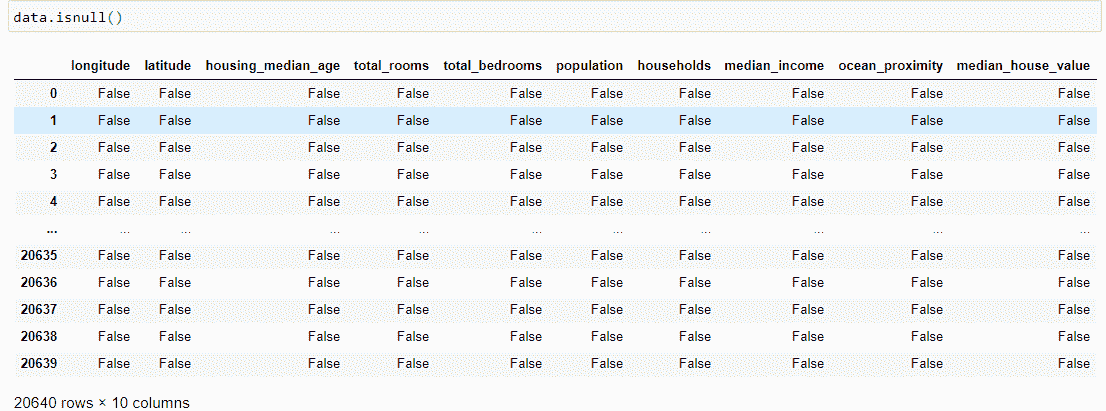 data.isnull()
longitude latitude housing_median_age total_rooms total_bedrooms population households median_income ocean_proximity median_house_value
0 False False False False False False False False False False
1 False False False False False False False False False False
2 False False False False False False False False False False
3 False False False False False False False False False False
4 False False False False False False False False False False
... ... ... ... ... ... ... ... ... ... ...
20635 False False False False False False False False False False
20636 False False False False False False False False False False
20637 False False False False False False False False False False
20638 False False False False False False False False False False
20639 False False False False False False False False False False
20640 rows × 10 columns